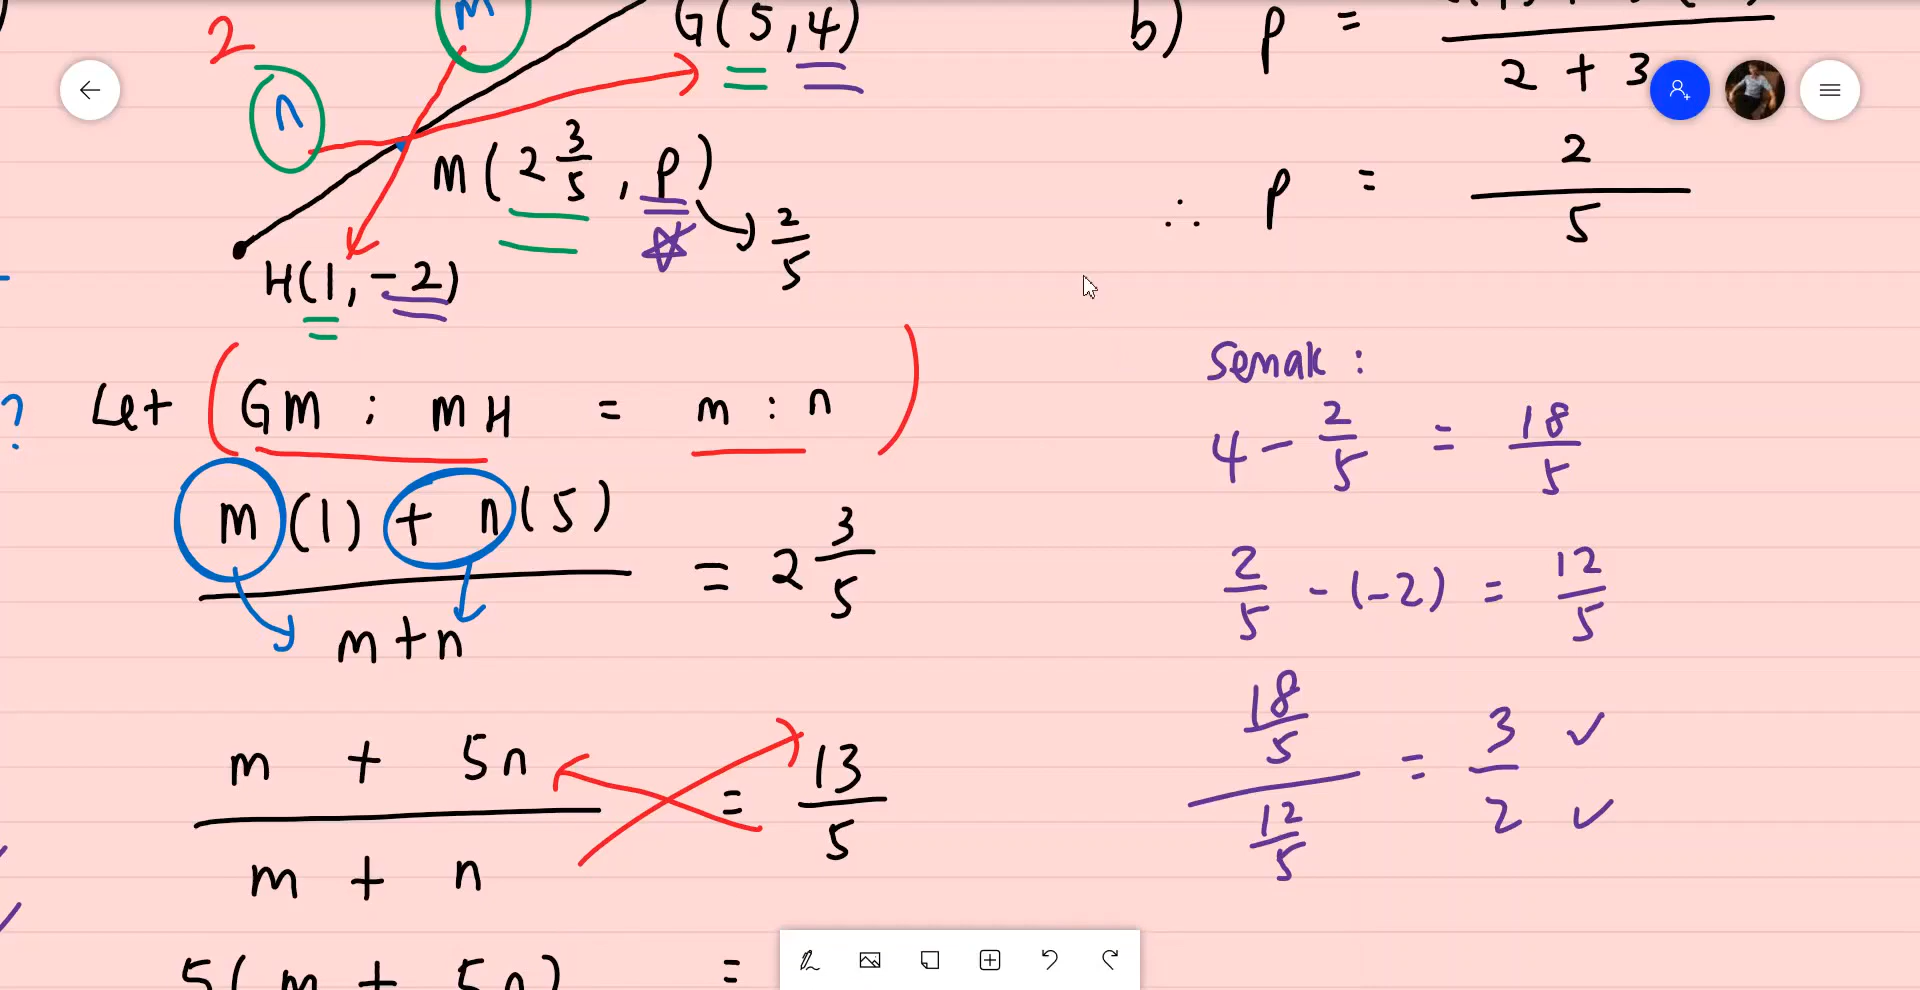 2
m
n
G(5,4)
M(2 3/5, p)
2/5
H(1, -2)
?
Let (GM : MH = m : n)
m(1) + n(5) / m+n = 2 3/5
m + 5n / m + n = 13/5
5(m + 5n) =
b) p =
2 + 3
∴ p = 2/5
Semak :
4 - 2/5 = 18/5
2/5 - (-2) = 12/5
18/5 / 12/5 = 3/2